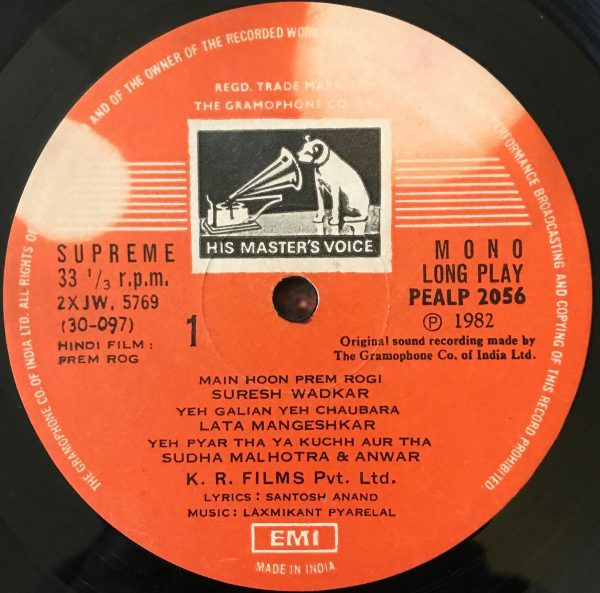 THE GRAMOPHONE CO. OF INDIA LTD. ALL RIGHTS OF
AND OF THE OWNER OF THE RECORDED WORK
PERFORMANCE BROADCASTING AND COPYING OF THIS RECORD PROHIBITED.
REGD. TRADE MARK
THE GRAMOPHONE CO. LTD.
HIS MASTER'S VOICE
SUPREME
33 1/3 r.p.m.
2XJW. 5769
(30-097)
HINDI FILM :
PREM ROG
1
MONO
LONG PLAY
PEALP 2056
℗ 1982
Original sound recording made by
The Gramophone Co. of India Ltd.
MAIN HOON PREM ROGI
SURESH WADKAR
YEH GALIAN YEH CHAUBARA
LATA MANGESHKAR
YEH PYAR THA YA KUCHH AUR THA
SUDHA MALHOTRA & ANWAR
K. R. FILMS Pvt. Ltd.
LYRICS : SANTOSH ANAND
MUSIC : LAXMIKANT PYARELAL
EMI
MADE IN INDIA